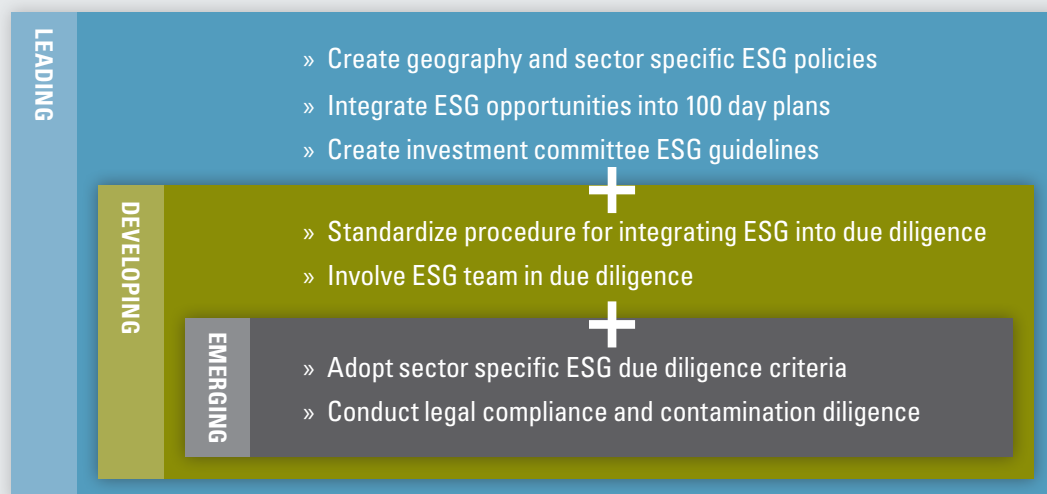 LEADING
» Create geography and sector specific ESG policies
» Integrate ESG opportunities into 100 day plans
» Create investment committee ESG guidelines
+
DEVELOPING
» Standardize procedure for integrating ESG into due diligence
» Involve ESG team in due diligence
+
EMERGING
» Adopt sector specific ESG due diligence criteria
» Conduct legal compliance and contamination diligence